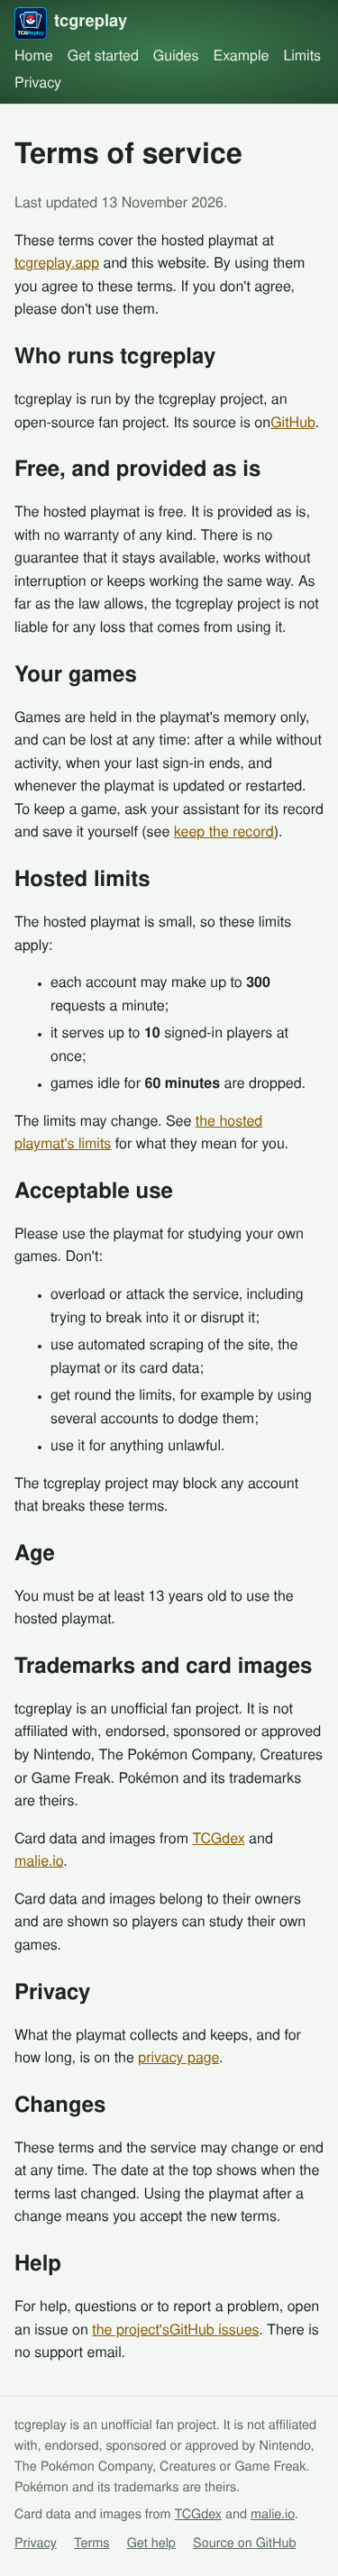 TCGReplay
tcgreplay
Home Get started Guides Example Limits
Privacy
Terms of service
Last updated 13 November 2026.
These terms cover the hosted playmat at
tcgreplay.app and this website. By using them
you agree to these terms. If you don't agree,
please don't use them.
Who runs tcgreplay
tcgreplay is run by the tcgreplay project, an
open-source fan project. Its source is onGitHub.
Free, and provided as is
The hosted playmat is free. It is provided as is,
with no warranty of any kind. There is no
guarantee that it stays available, works without
interruption or keeps working the same way. As
far as the law allows, the tcgreplay project is not
liable for any loss that comes from using it.
Your games
Games are held in the playmat's memory only,
and can be lost at any time: after a while without
activity, when your last sign-in ends, and
whenever the playmat is updated or restarted.
To keep a game, ask your assistant for its record
and save it yourself (see keep the record).
Hosted limits
The hosted playmat is small, so these limits
apply:
• each account may make up to 300
requests a minute;
• it serves up to 10 signed-in players at
once;
• games idle for 60 minutes are dropped.
The limits may change. See the hosted
playmat's limits for what they mean for you.
Acceptable use
Please use the playmat for studying your own
games. Don't:
• overload or attack the service, including
trying to break into it or disrupt it;
• use automated scraping of the site, the
playmat or its card data;
• get round the limits, for example by using
several accounts to dodge them;
• use it for anything unlawful.
The tcgreplay project may block any account
that breaks these terms.
Age
You must be at least 13 years old to use the
hosted playmat.
Trademarks and card images
tcgreplay is an unofficial fan project. It is not
affiliated with, endorsed, sponsored or approved
by Nintendo, The Pokémon Company, Creatures
or Game Freak. Pokémon and its trademarks
are theirs.
Card data and images from TCGdex and
malie.io.
Card data and images belong to their owners
and are shown so players can study their own
games.
Privacy
What the playmat collects and keeps, and for
how long, is on the privacy page.
Changes
These terms and the service may change or end
at any time. The date at the top shows when the
terms last changed. Using the playmat after a
change means you accept the new terms.
Help
For help, questions or to report a problem, open
an issue on the project'sGitHub issues. There is
no support email.
tcgreplay is an unofficial fan project. It is not affiliated
with, endorsed, sponsored or approved by Nintendo,
The Pokémon Company, Creatures or Game Freak.
Pokémon and its trademarks are theirs.
Card data and images from TCGdex and malie.io.
Privacy Terms Get help Source on GitHub